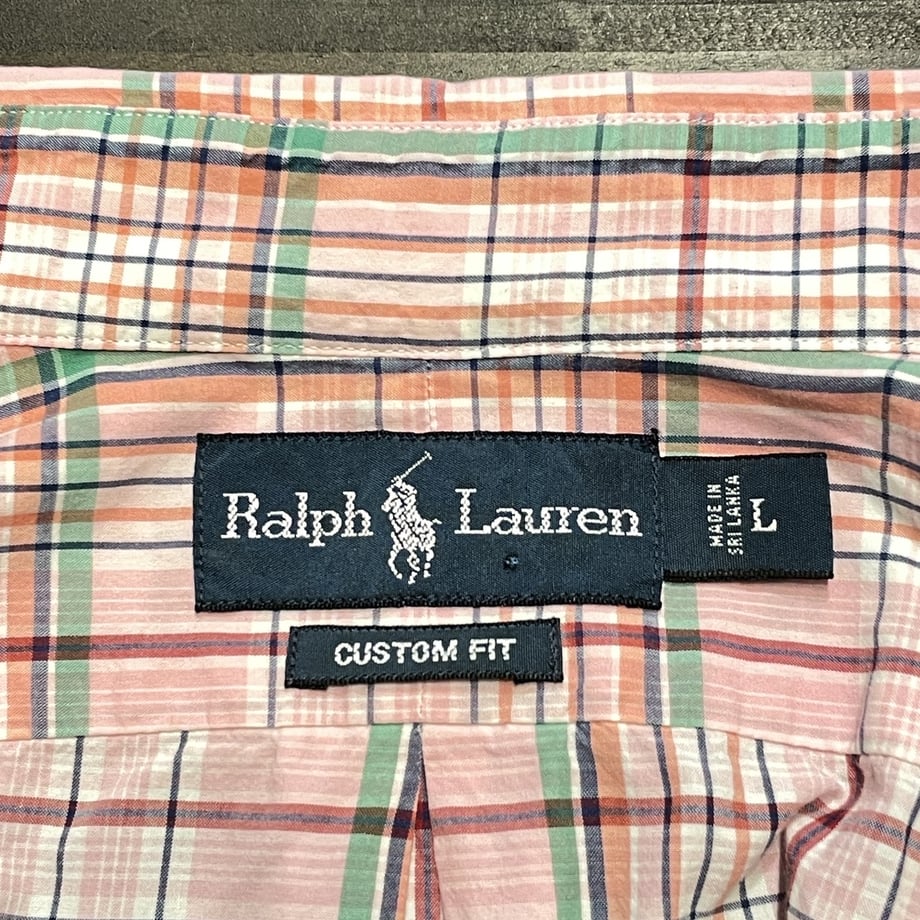 Ralph Lauren
MADE IN
SRI LANKA
L
CUSTOM FIT